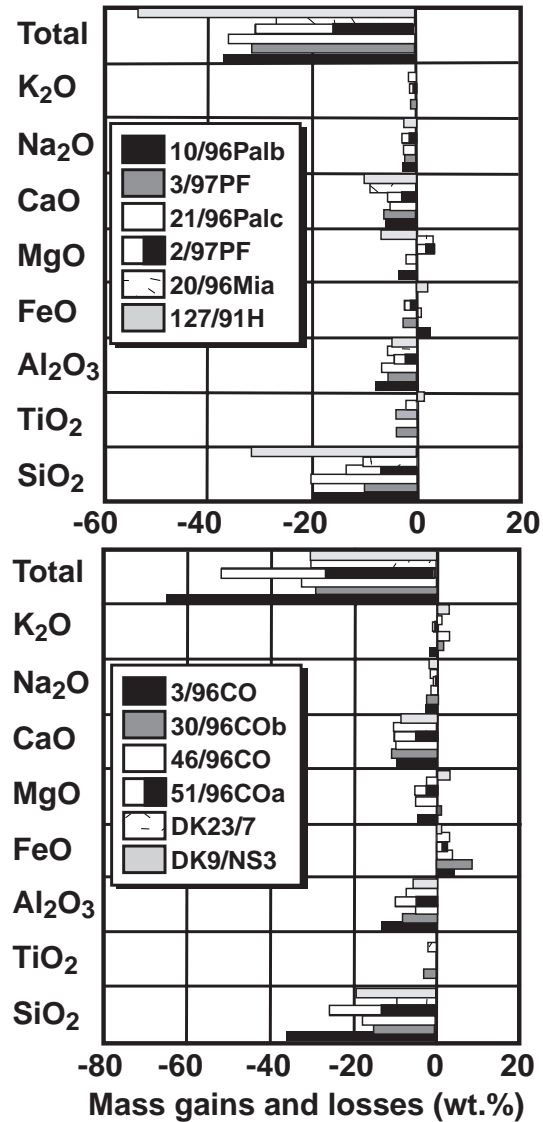 Total
K₂O
Na₂O
CaO
MgO
FeO
Al₂O₃
TiO₂
SiO₂
10/96Palb
3/97PF
21/96Palc
2/97PF
20/96Mia
127/91H
-60 -40 -20 0 20
Total
K₂O
Na₂O
CaO
MgO
FeO
Al₂O₃
TiO₂
SiO₂
3/96CO
30/96COb
46/96CO
51/96COa
DK23/7
DK9/NS3
-80 -60 -40 -20 0 20
Mass gains and losses (wt.%)